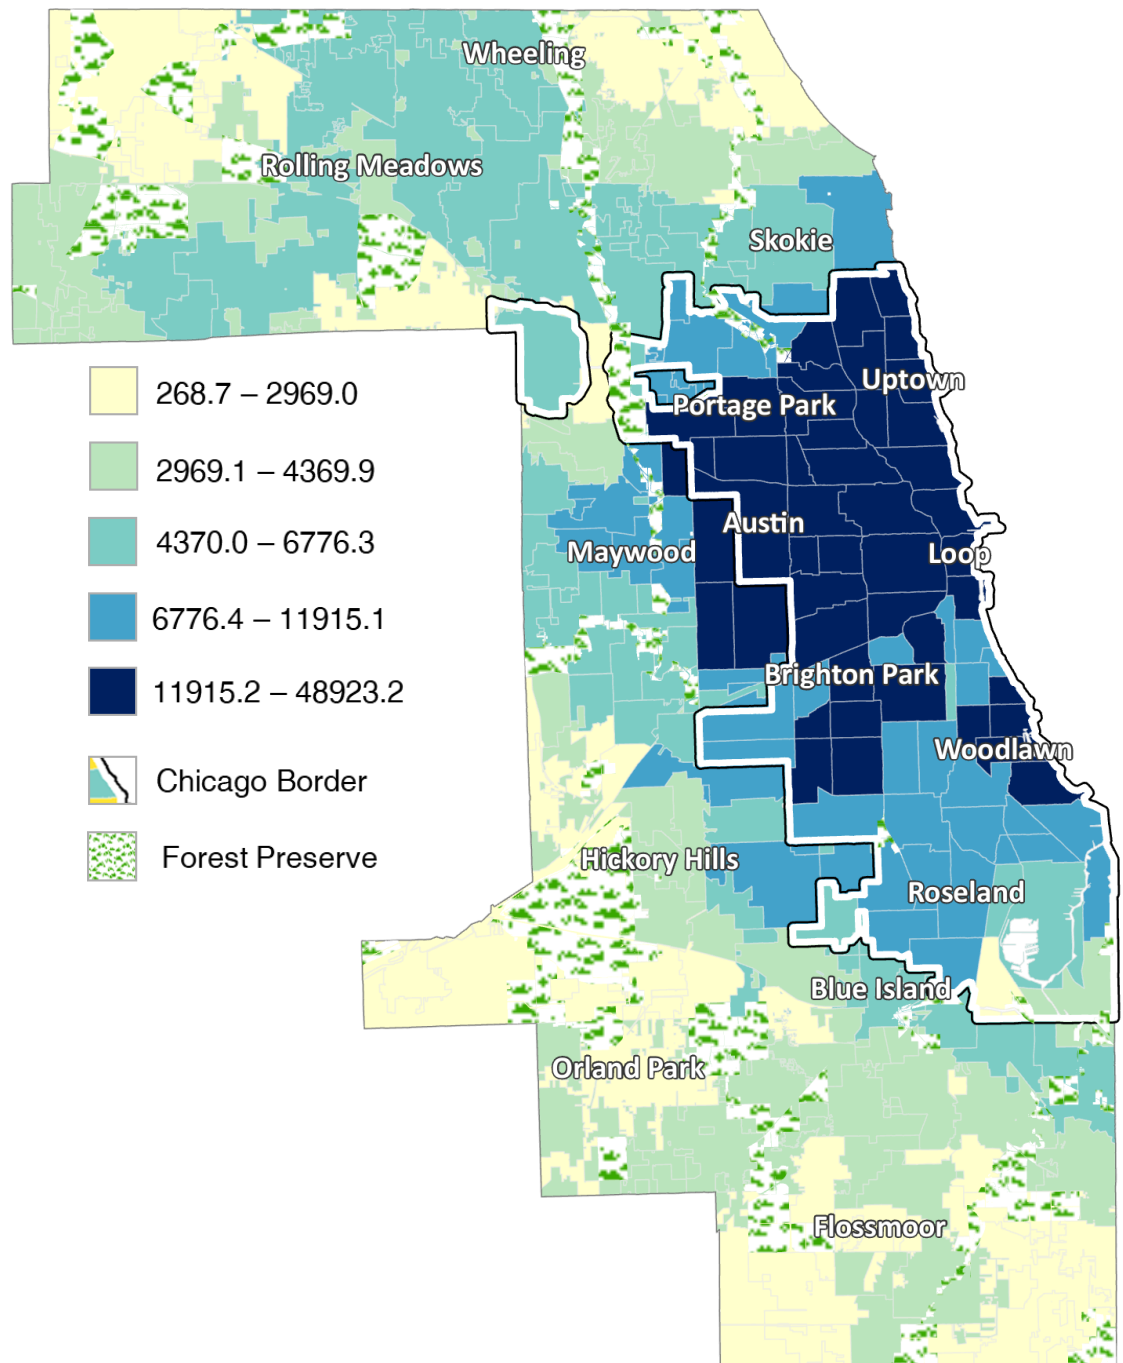 Wheeling
Rolling Meadows
Skokie
268.7 – 2969.0
Uptown
Portage Park
2969.1 – 4369.9
Austin
4370.0 – 6776.3
Maywood
Loop
6776.4 – 11915.1
Brighton Park
11915.2 – 48923.2
Woodlawn
Chicago Border
Forest Preserve
Hickory Hills
Roseland
Blue Island
Orland Park
Flossmoor